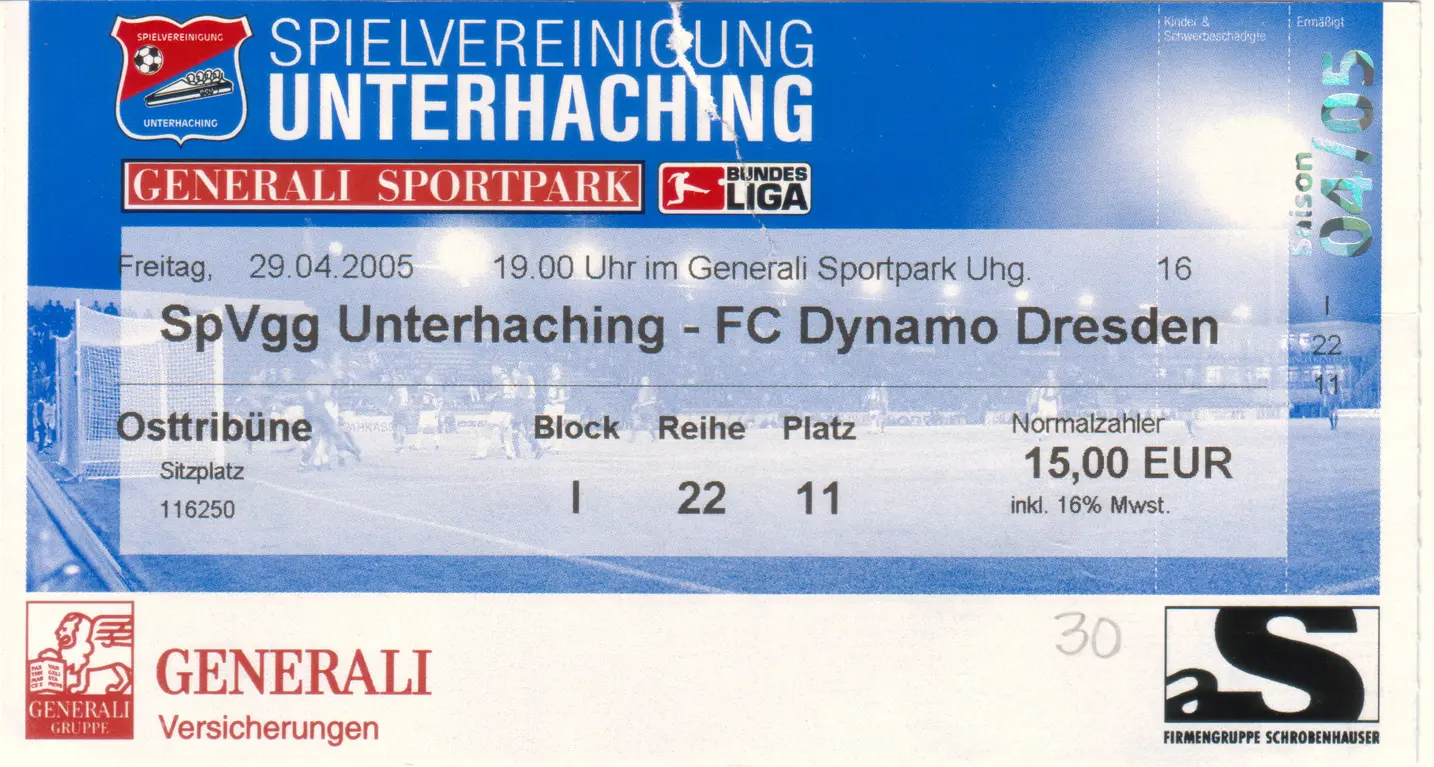 SPIELVEREINIGUNG
UNTERHACHING
SPIELVEREINIGUNG
UNTERHACHING
GENERALI SPORTPARK
BUNDES
LIGA
Kinder &
Schwerbeschädigte
Ermäßigt
Saison
04/05
Freitag, 29.04.2005 19.00 Uhr im Generali Sportpark Uhg. 16
SpVgg Unterhaching - FC Dynamo Dresden
I
22
11
Osttribüne Block Reihe Platz Normalzahler
Sitzplatz 15,00 EUR
116250 I 22 11 inkl. 16% Mwst.
GENERALI
GRUPPE
GENERALI
Versicherungen
30
aS
FIRMENGRUPPE SCHROBENHAUSER